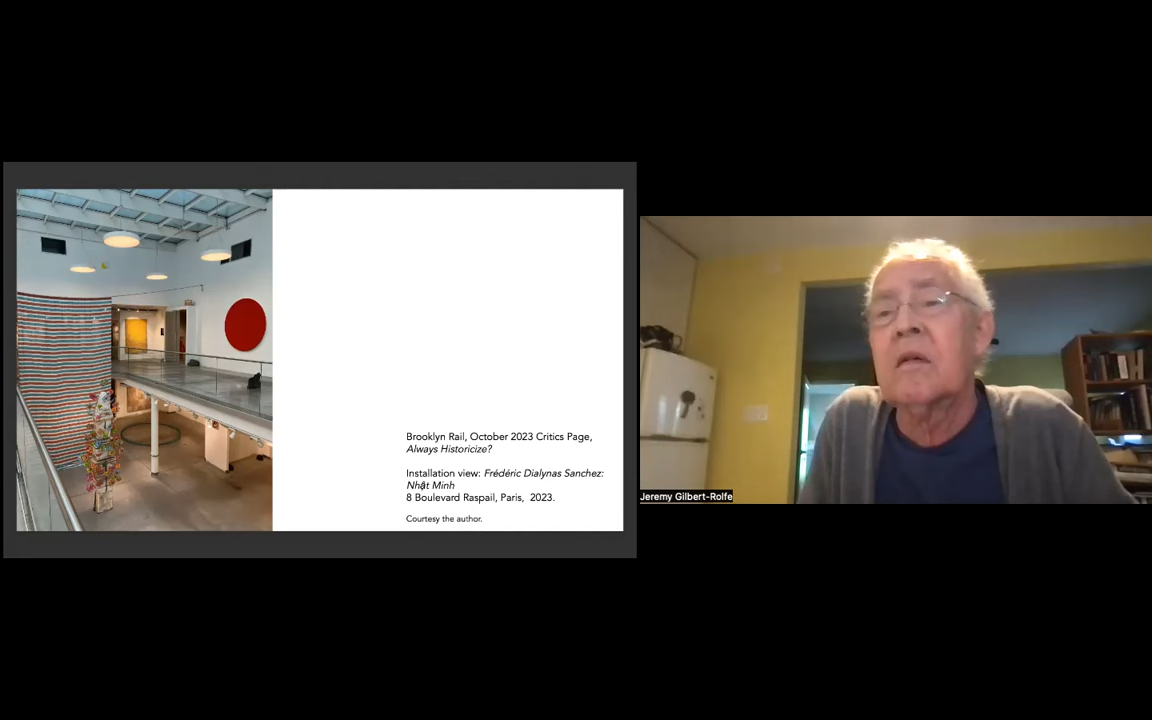 Brooklyn Rail, October 2023 Critics Page,
Always Historicize?
Installation view: Frédéric Dialynas Sanchez:
Nhật Minh
8 Boulevard Raspail, Paris, 2023.
Courtesy the author.
Jeremy Gilbert-Rolfe